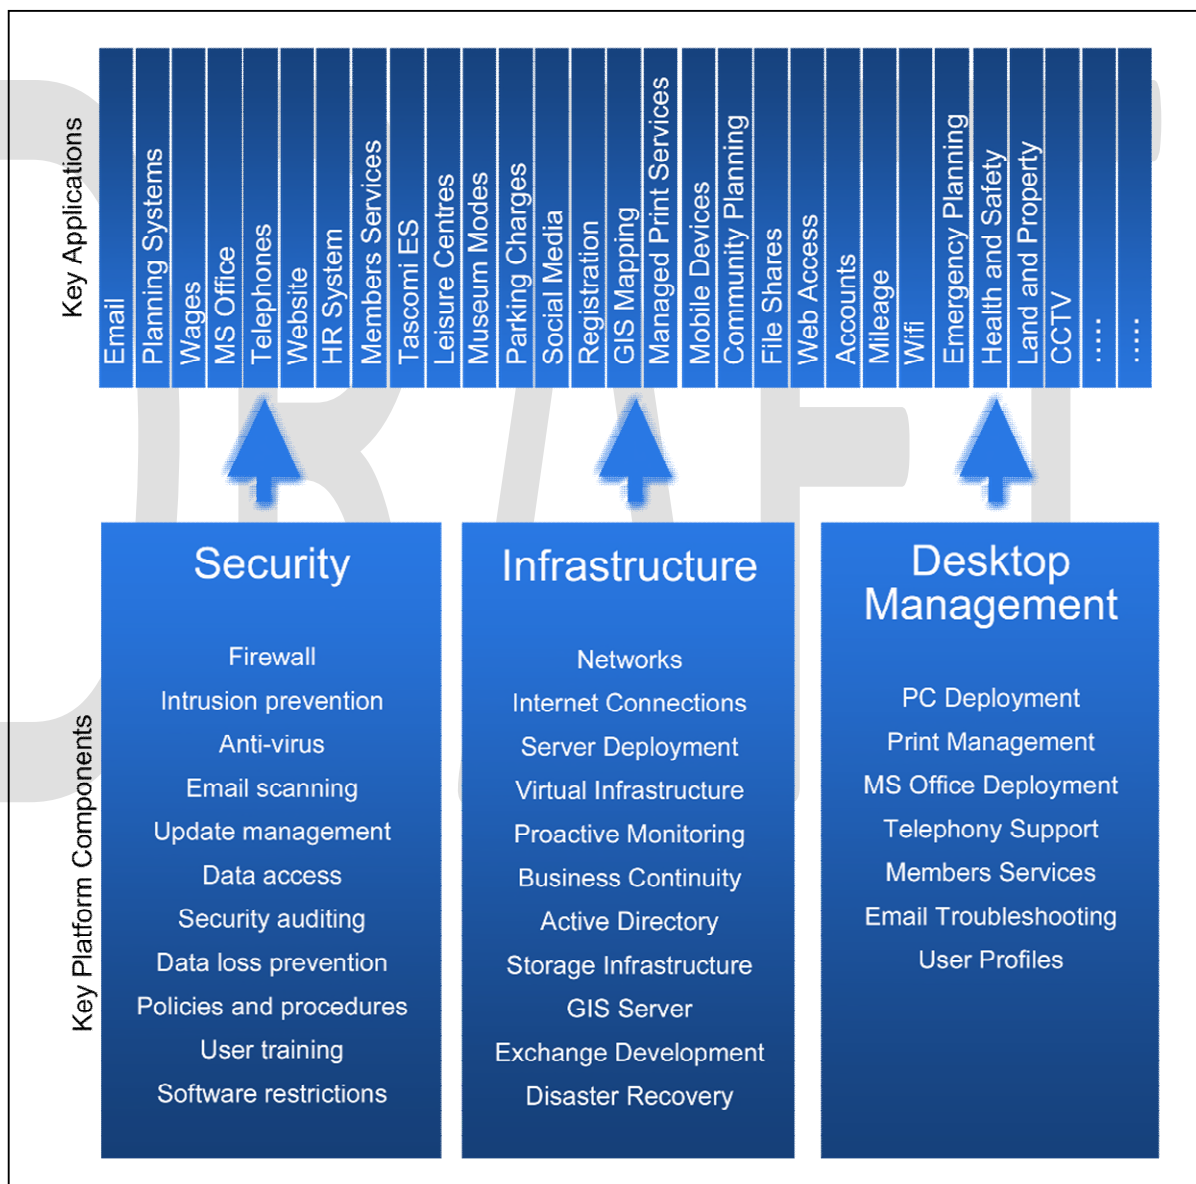 Key Applications
Email
Planning Systems
Wages
MS Office
Telephones
Website
HR System
Members Services
Tascomi ES
Leisure Centres
Museum Modes
Parking Charges
Social Media
Registration
GIS Mapping
Managed Print Services
Mobile Devices
Community Planning
File Shares
Web Access
Accounts
Mileage
Wifi
Emergency Planning
Health and Safety
Land and Property
CCTV
.....
.....
DRAFT
Key Platform Components
Security
Firewall
Intrusion prevention
Anti-virus
Email scanning
Update management
Data access
Security auditing
Data loss prevention
Policies and procedures
User training
Software restrictions
Infrastructure
Networks
Internet Connections
Server Deployment
Virtual Infrastructure
Proactive Monitoring
Business Continuity
Active Directory
Storage Infrastructure
GIS Server
Exchange Development
Disaster Recovery
Desktop
Management
PC Deployment
Print Management
MS Office Deployment
Telephony Support
Members Services
Email Troubleshooting
User Profiles